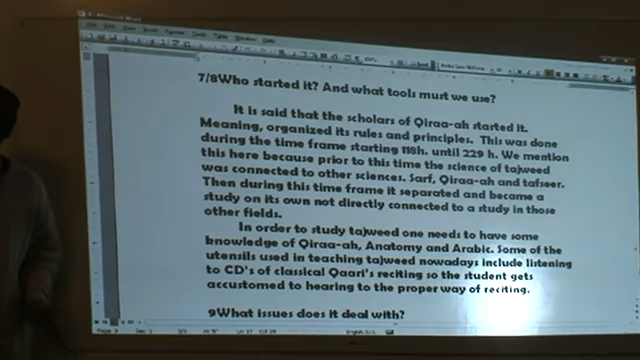 7/8Who started it? And what tools must we use?
It is said that the scholars of Qiraa-ah started it.
Meaning, organized its rules and principles. This was done
during the time frame starting 118h. until 229 h. We mention
this here because prior to this time the science of tajweed
was connected to other sciences. Sarf, Qiraa-ah and tafseer.
Then during this time frame it separated and became a
study on its own not directly connected to a study in those
other fields.
In order to study tajweed one needs to have some
knowledge of Qiraa-ah, Anatomy and Arabic. Some of the
utensils used in teaching tajweed nowadays include listening
to CD's of classical Qaari's reciting so the student gets
accustomed to hearing to the proper way of reciting.
9What issues does it deal with?